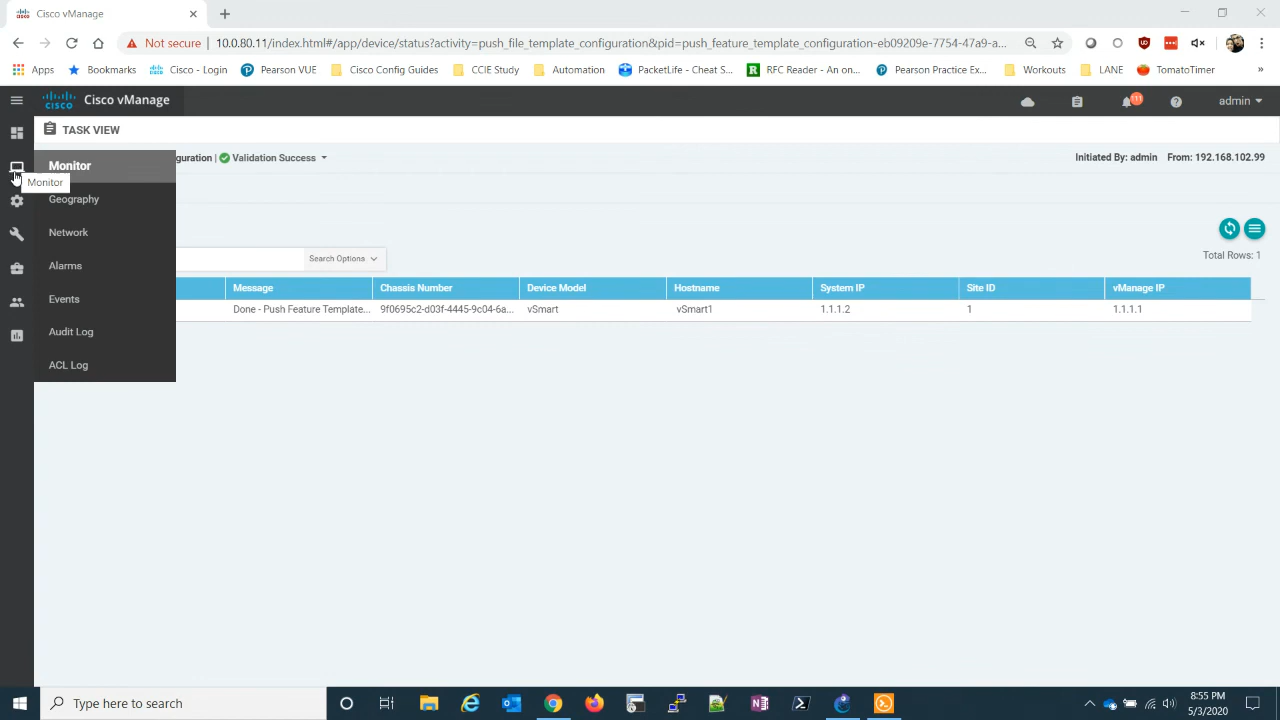 Cisco vManage
Not secure 10.0.80.11/index.html#/app/device/status?activity=push_file_template_configuration&pid=push_feature_template_configuration-eb09209e-7754-47a9-a...
Apps Bookmarks Cisco - Login Pearson VUE Cisco Config Guides CCIE Study Automation PacketLife - Cheat S... RFC Reader - An on... Pearson Practice Ex... Workouts LANE TomatoTimer »
cisco Cisco vManage 111 admin
TASK VIEW
Monitor
guration | Validation Success
Initiated By: admin From: 192.168.102.99
Monitor
Geography
Network
Total Rows: 1
Search Options
Alarms
Message Chassis Number Device Model Hostname System IP Site ID vManage IP
Events
Done - Push Feature Template... 9f0695c2-d03f-4445-9c04-6a... vSmart vSmart1 1.1.1.2 1 1.1.1.1
Audit Log
ACL Log
Type here to search
8:55 PM
5/3/2020